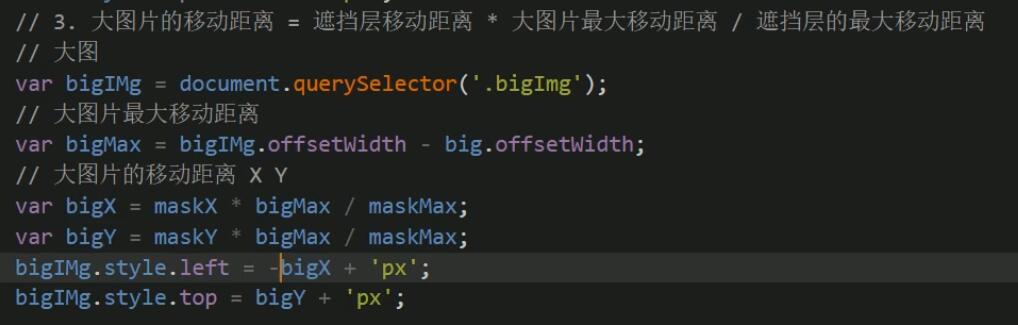 // 3. 大图片的移动距离 = 遮挡层移动距离 * 大图片最大移动距离 / 遮挡层的最大移动距离
// 大图
var bigIMg = document.querySelector('.bigImg');
// 大图片最大移动距离
var bigMax = bigIMg.offsetWidth - big.offsetWidth;
// 大图片的移动距离 X Y
var bigX = maskX * bigMax / maskMax;
var bigY = maskY * bigMax / maskMax;
bigIMg.style.left = -bigX + 'px';
bigIMg.style.top = bigY + 'px';